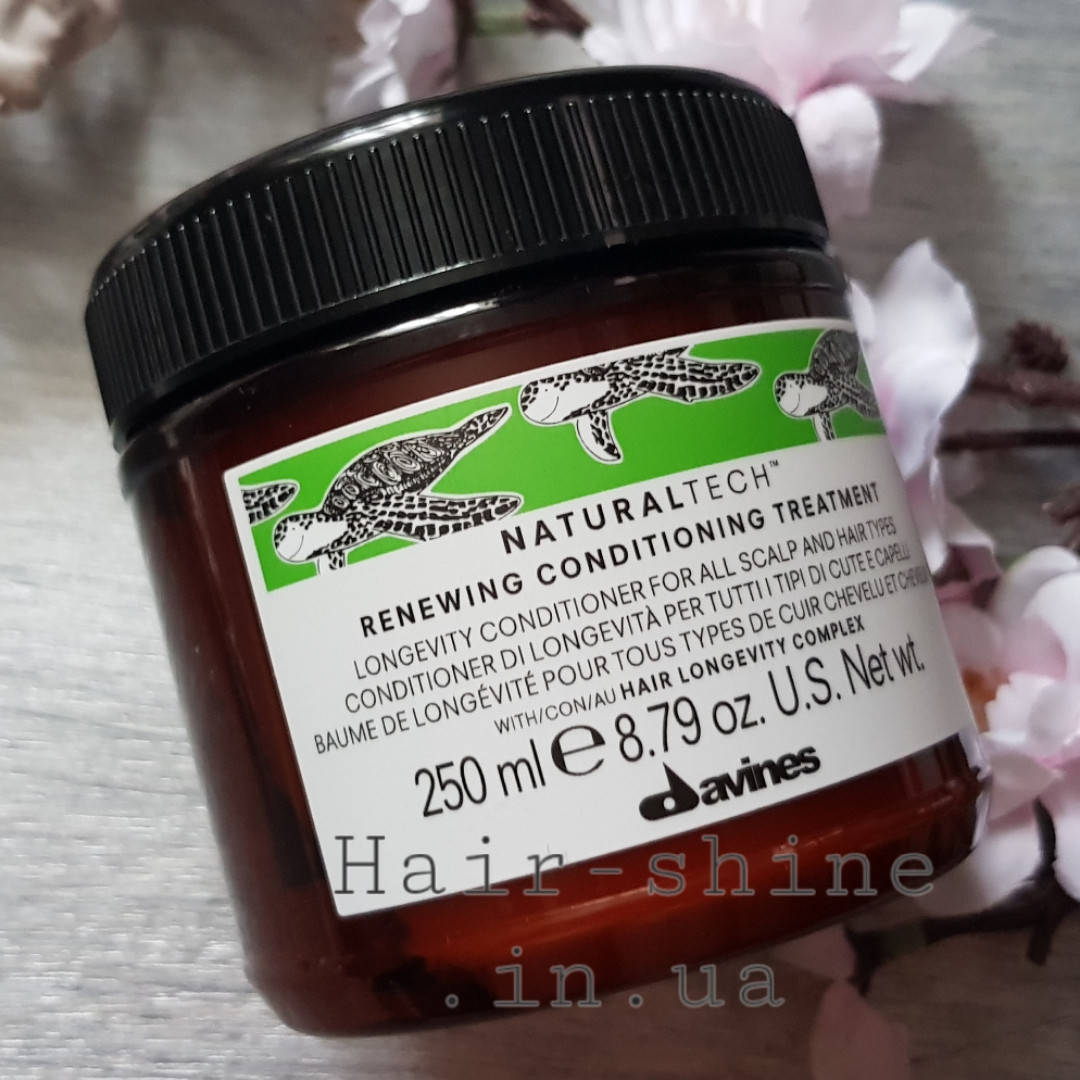 NATURALTECH™
RENEWING CONDITIONING TREATMENT
LONGEVITY CONDITIONER FOR ALL SCALP AND HAIR TYPES
CONDITIONER DI LONGEVITÀ PER TUTTI I TIPI DI CUTE E CAPELLI
BAUME DE LONGÉVITÉ POUR TOUS TYPES DE CUIR CHEVELU ET
WITH/CON/AU HAIR LONGEVITY COMPLEX
250 ml e 8.79 oz. U.S. Net wt.
davines
Hair-shine
.in.ua